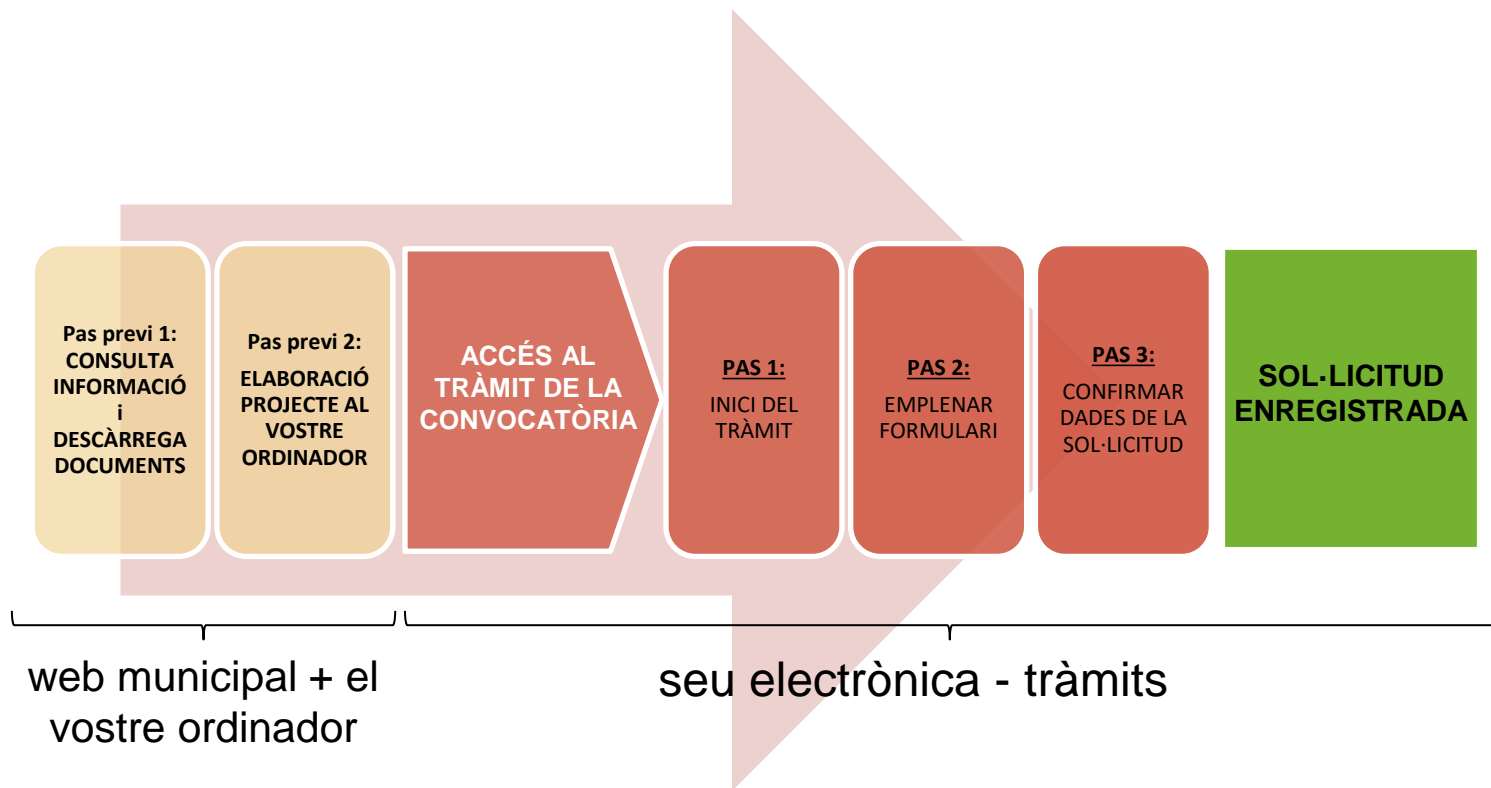 Pas previ 1:
CONSULTA
INFORMACIÓ
i
DESCÀRREGA
DOCUMENTS
Pas previ 2:
ELABORACIÓ
PROJECTE AL
VOSTRE
ORDINADOR
ACCÉS AL
TRÀMIT DE LA
CONVOCATÒRIA
PAS 1:
INICI DEL
TRÀMIT
PAS 2:
EMPLENAR
FORMULARI
PAS 3:
CONFIRMAR
DADES DE LA
SOL·LICITUD
SOL·LICITUD
ENREGISTRADA
web municipal + el
vostre ordinador
seu electrònica - tràmits